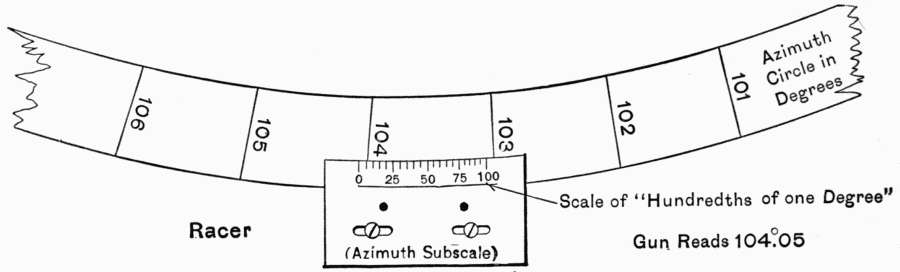 Azimuth
Circle in
Degrees
106
105
104
103
102
101
0 25 50 75 100
Scale of "Hundredths of one Degree"
Racer
(Azimuth Subscale)
Gun Reads 104°.05